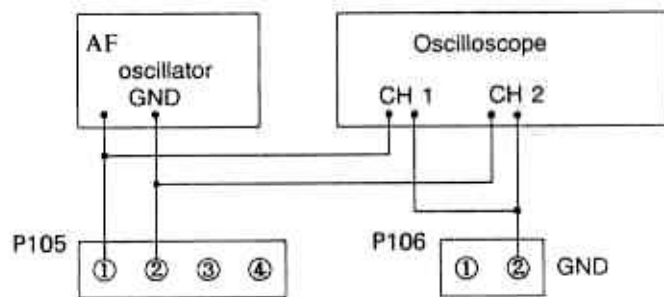 AF
oscillator
GND
Oscilloscope
CH 1 CH 2
P105
① ② ③ ④
P106
① ② GND